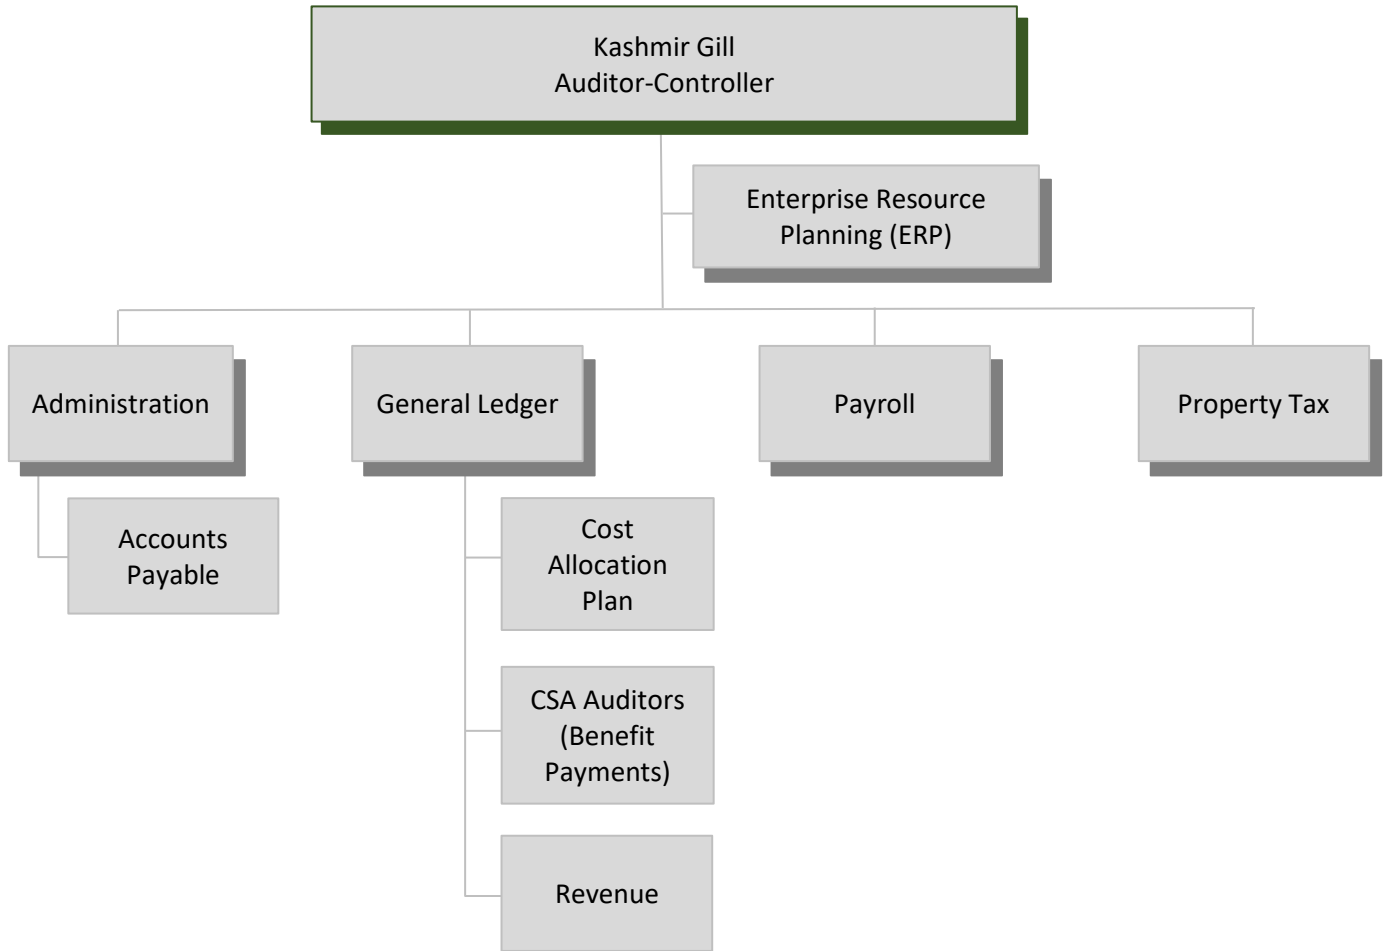 Kashmir Gill
Auditor-Controller
Enterprise Resource
Planning (ERP)
Administration
General Ledger
Payroll
Property Tax
Accounts
Payable
Cost
Allocation
Plan
CSA Auditors
(Benefit
Payments)
Revenue